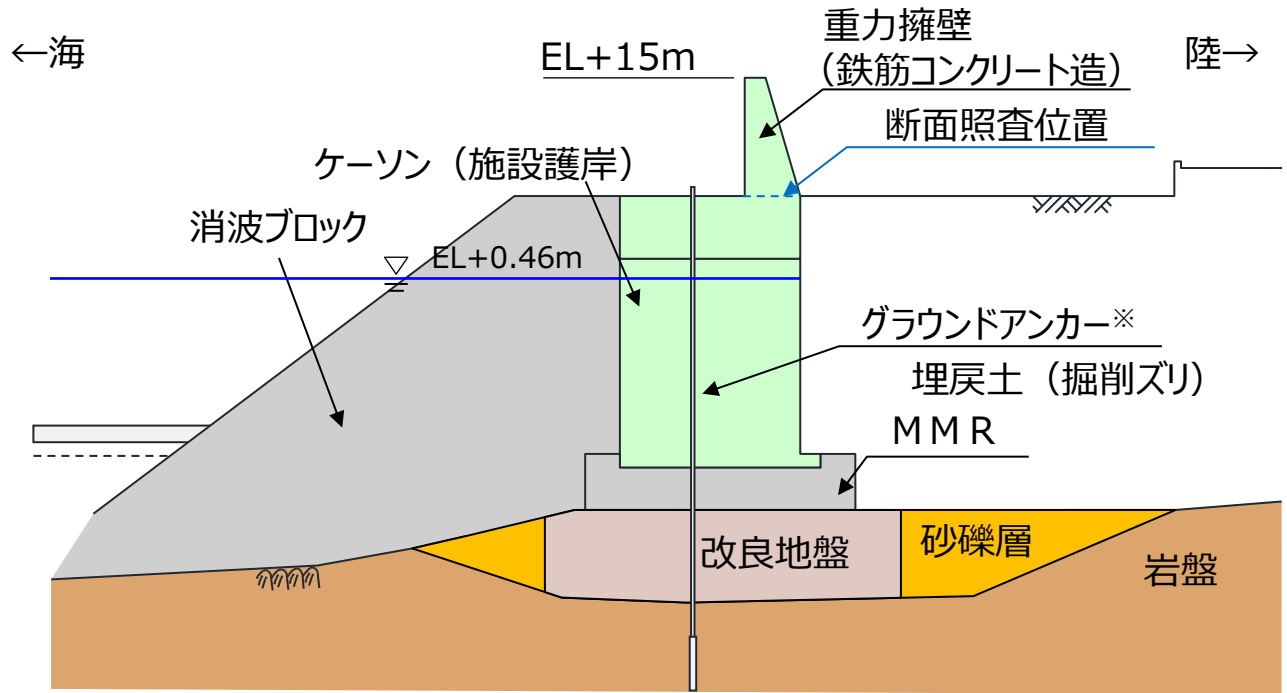 ←海
重力擁壁
(鉄筋コンクリート造)
陸→
EL+15m
断面照査位置
ケーソン（施設護岸）
消波ブロック
EL+0.46m
グラウンドアンカー※
埋戻土（掘削ズリ）
ＭＭＲ
改良地盤
砂礫層
岩盤